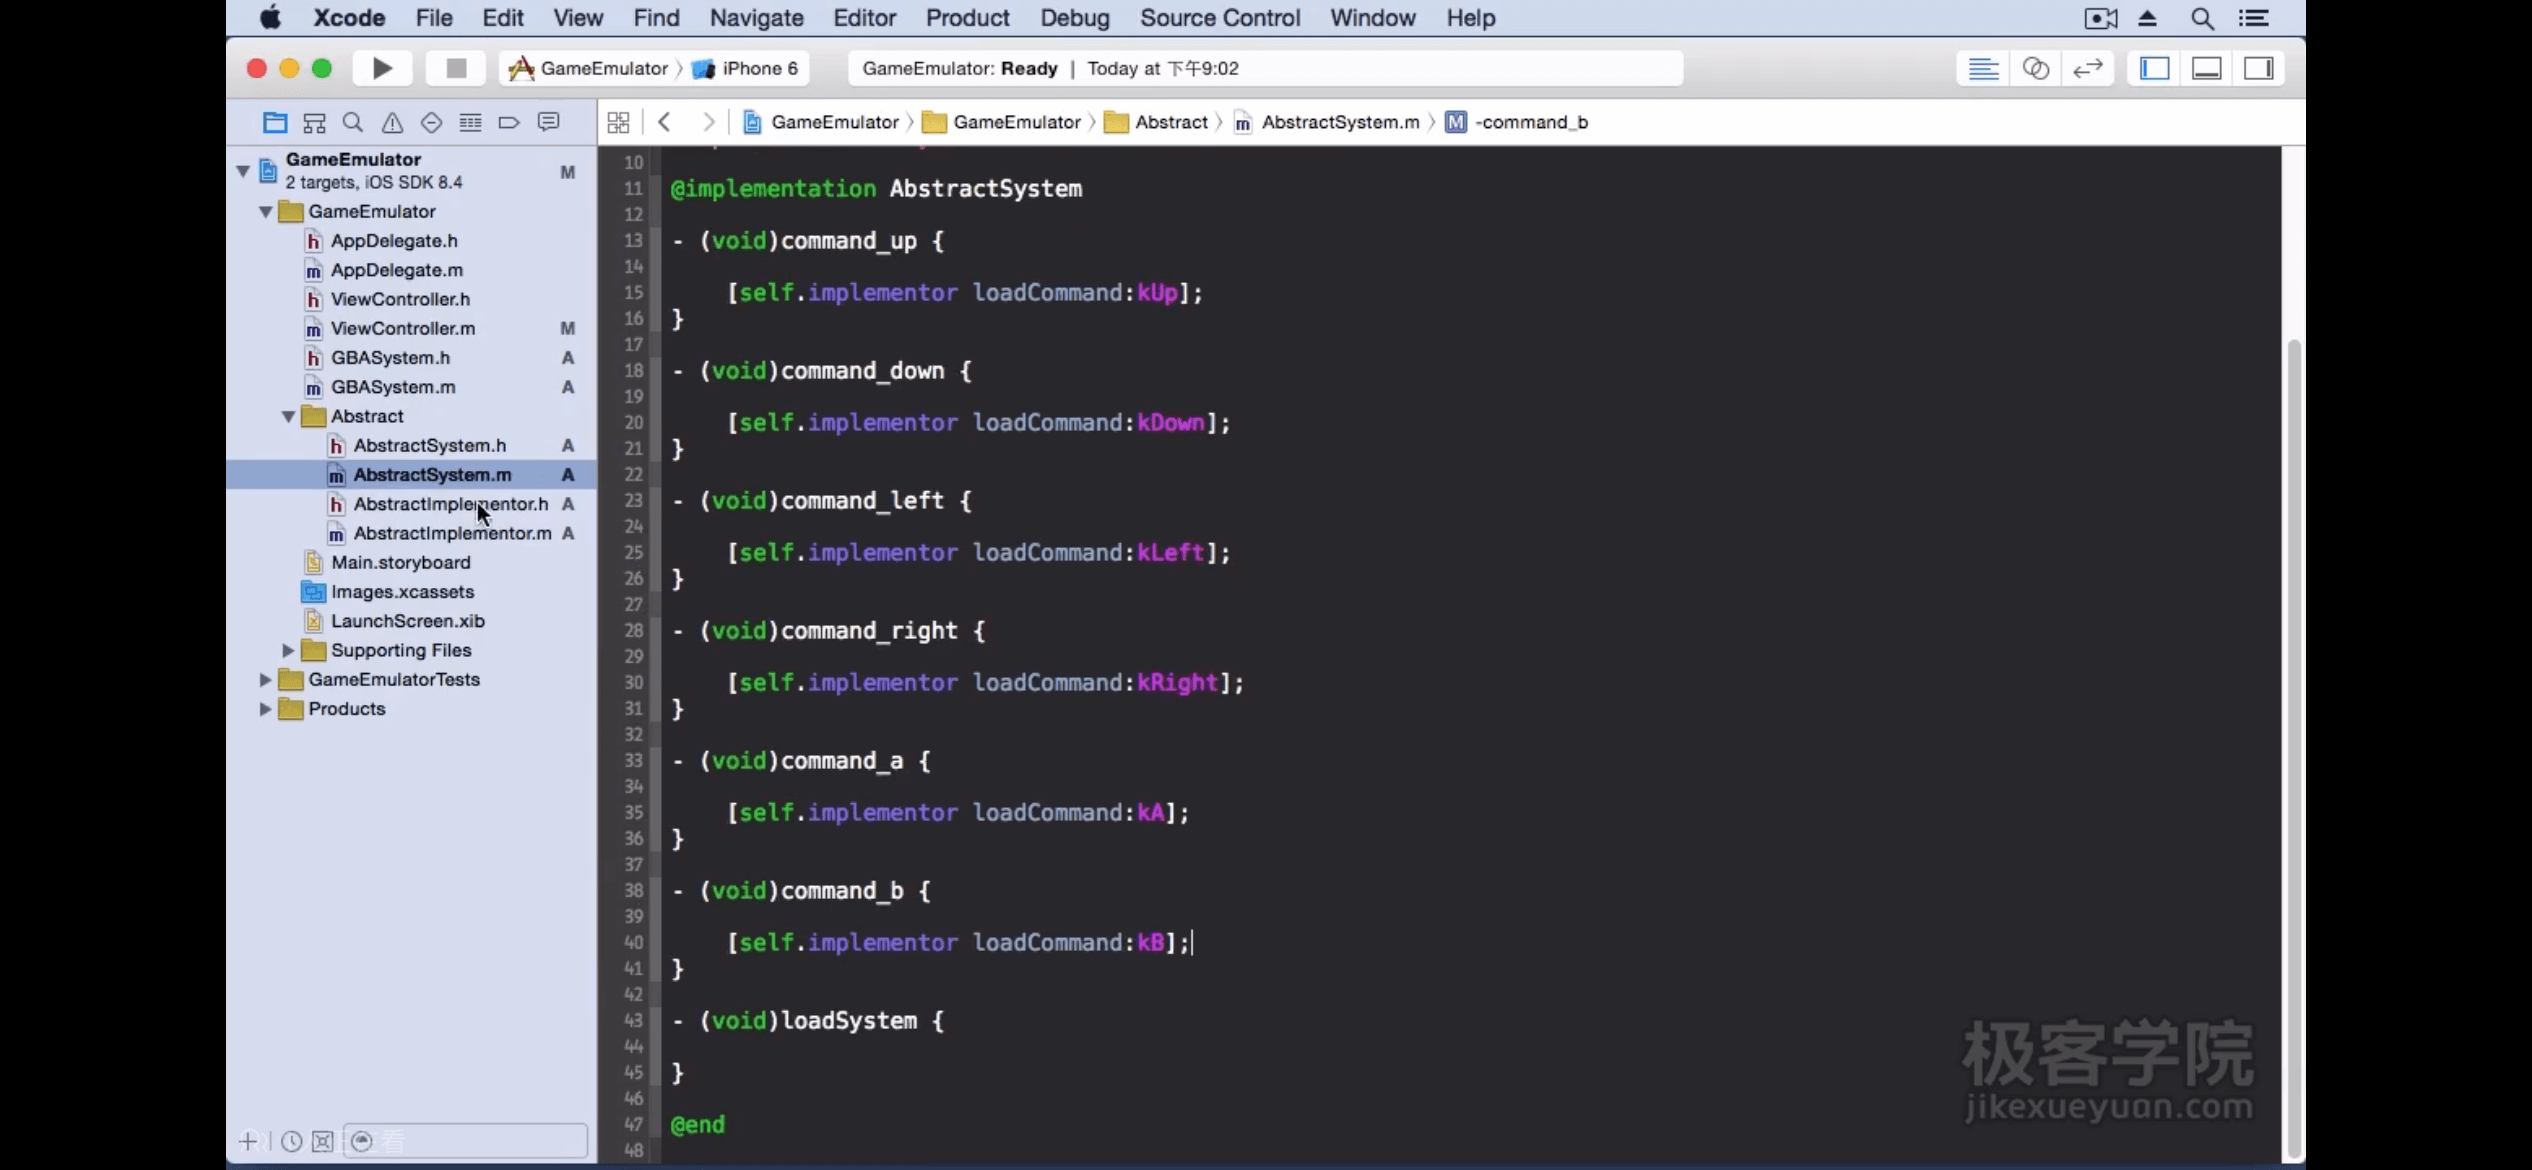 Xcode File Edit View Find Navigate Editor Product Debug Source Control Window Help
GameEmulator iPhone 6
GameEmulator: Ready | Today at 下午9:02
GameEmulator GameEmulator Abstract AbstractSystem.m -command_b
GameEmulator
2 targets, iOS SDK 8.4 M
GameEmulator
AppDelegate.h
AppDelegate.m
ViewController.h
ViewController.m M
GBASystem.h A
GBASystem.m A
Abstract
AbstractSystem.h A
AbstractSystem.m A
AbstractImplementor.h A
AbstractImplementor.m A
Main.storyboard
Images.xcassets
LaunchScreen.xib
Supporting Files
GameEmulatorTests
Products
10
11 @implementation AbstractSystem
12
13 - (void)command_up {
14
15 [self.implementor loadCommand:kUp];
16 }
17
18 - (void)command_down {
19
20 [self.implementor loadCommand:kDown];
21 }
22
23 - (void)command_left {
24
25 [self.implementor loadCommand:kLeft];
26 }
27
28 - (void)command_right {
29
30 [self.implementor loadCommand:kRight];
31 }
32
33 - (void)command_a {
34
35 [self.implementor loadCommand:kA];
36 }
37
38 - (void)command_b {
39
40 [self.implementor loadCommand:kB];
41 }
42
43 - (void)loadSystem {
44
45 }
46
47 @end
48
极客学院
jikexueyuan.com